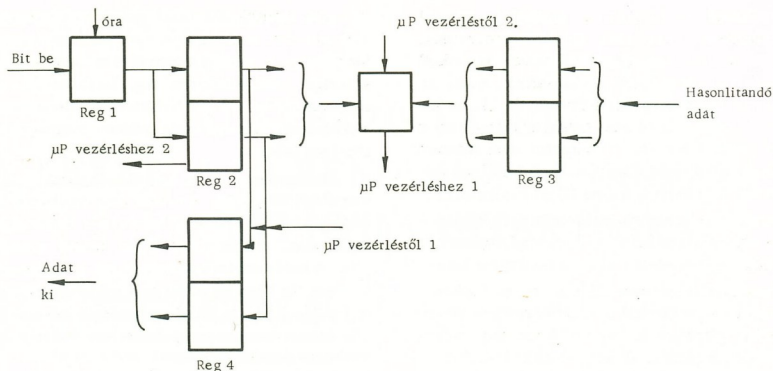 óra
µP vezérléstől 2.
Bit be
Reg 1
Hasonlitandó
adat
µP vezérléshez 2
Reg 2
µP vezérléshez 1
Reg 3
µP vezérléstől 1
Adat
ki
Reg 4